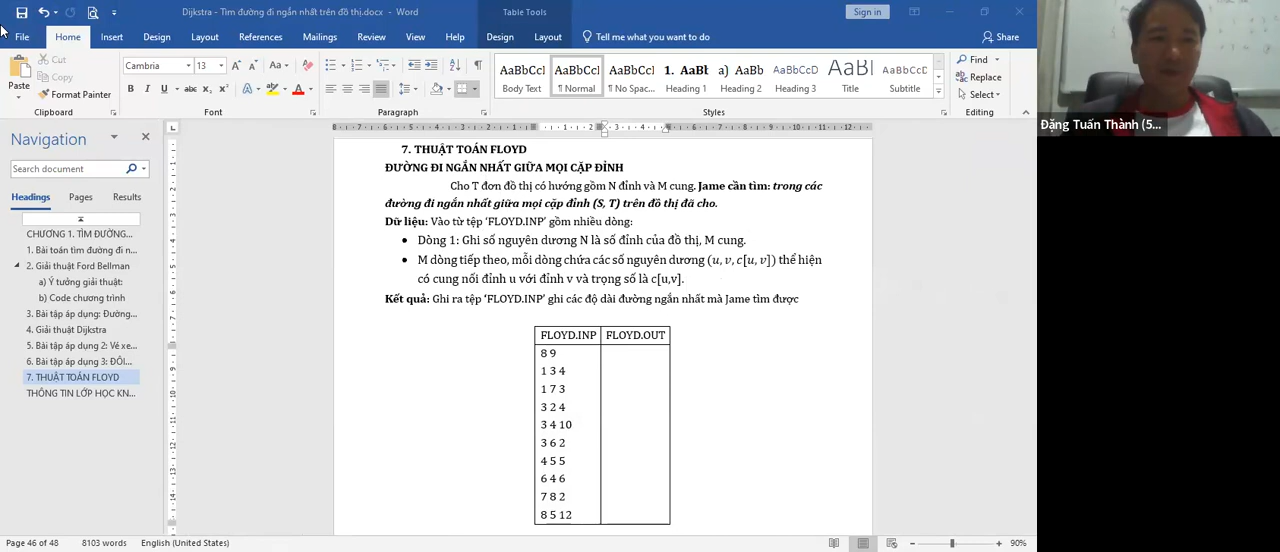 Dijkstra - Tìm đường đi ngắn nhất trên đồ thị.docx - Word
Table Tools
Sign in
File
Home
Insert
Design
Layout
References
Mailings
Review
View
Help
Design
Layout
Tell me what you want to do
Share
Paste
Cut
Copy
Format Painter
Clipboard
Cambria
13
Font
Paragraph
AaBbCcI
Body Text
AaBbCcI
¶ Normal
AaBbCcI
¶ No Spac...
1. AaBl
Heading 1
a) AaBb
Heading 2
AaBbCcDd
Heading 3
AaBl
Title
AaBbCcD
Subtitle
Styles
Find
Replace
Select
Editing
Navigation
Search document
Headings
Pages
Results
CHƯƠNG 1. TÌM ĐƯỜNG...
1. Bài toán tìm đường đi n...
2. Giải thuật Ford Bellman
a) Ý tưởng giải thuật:
b) Code chương trình
3. Bài tập áp dụng: Đường...
4. Giải thuật Dijkstra
5. Bài tập áp dụng 2: Vé xe...
6. Bài tập áp dụng 3: ĐÔI...
7. THUẬT TOÁN FLOYD
THÔNG TIN LỚP HỌC KN...
7. THUẬT TOÁN FLOYD
ĐƯỜNG ĐI NGẮN NHẤT GIỮA MỌI CẶP ĐỈNH
Cho T đơn đồ thị có hướng gồm N đỉnh và M cung. Jame cần tìm: trong các
đường đi ngắn nhất giữa mọi cặp đỉnh (S, T) trên đồ thị đã cho.
Dữ liệu: Vào từ tệp ‘FLOYD.INP’ gồm nhiều dòng:
• Dòng 1: Ghi số nguyên dương N là số đỉnh của đồ thị, M cung.
• M dòng tiếp theo, mỗi dòng chứa các số nguyên dương (u, v, c[u, v]) thể hiện
có cung nối đỉnh u với đỉnh v và trọng số là c[u,v].
Kết quả: Ghi ra tệp ‘FLOYD.INP’ ghi các độ dài đường ngắn nhất mà Jame tìm được
FLOYD.INP FLOYD.OUT
8 9
1 3 4
1 7 3
3 2 4
3 4 10
3 6 2
4 5 5
6 4 6
7 8 2
8 5 12
Page 46 of 48
8103 words
English (United States)
90%
Đặng Tuấn Thành (5...